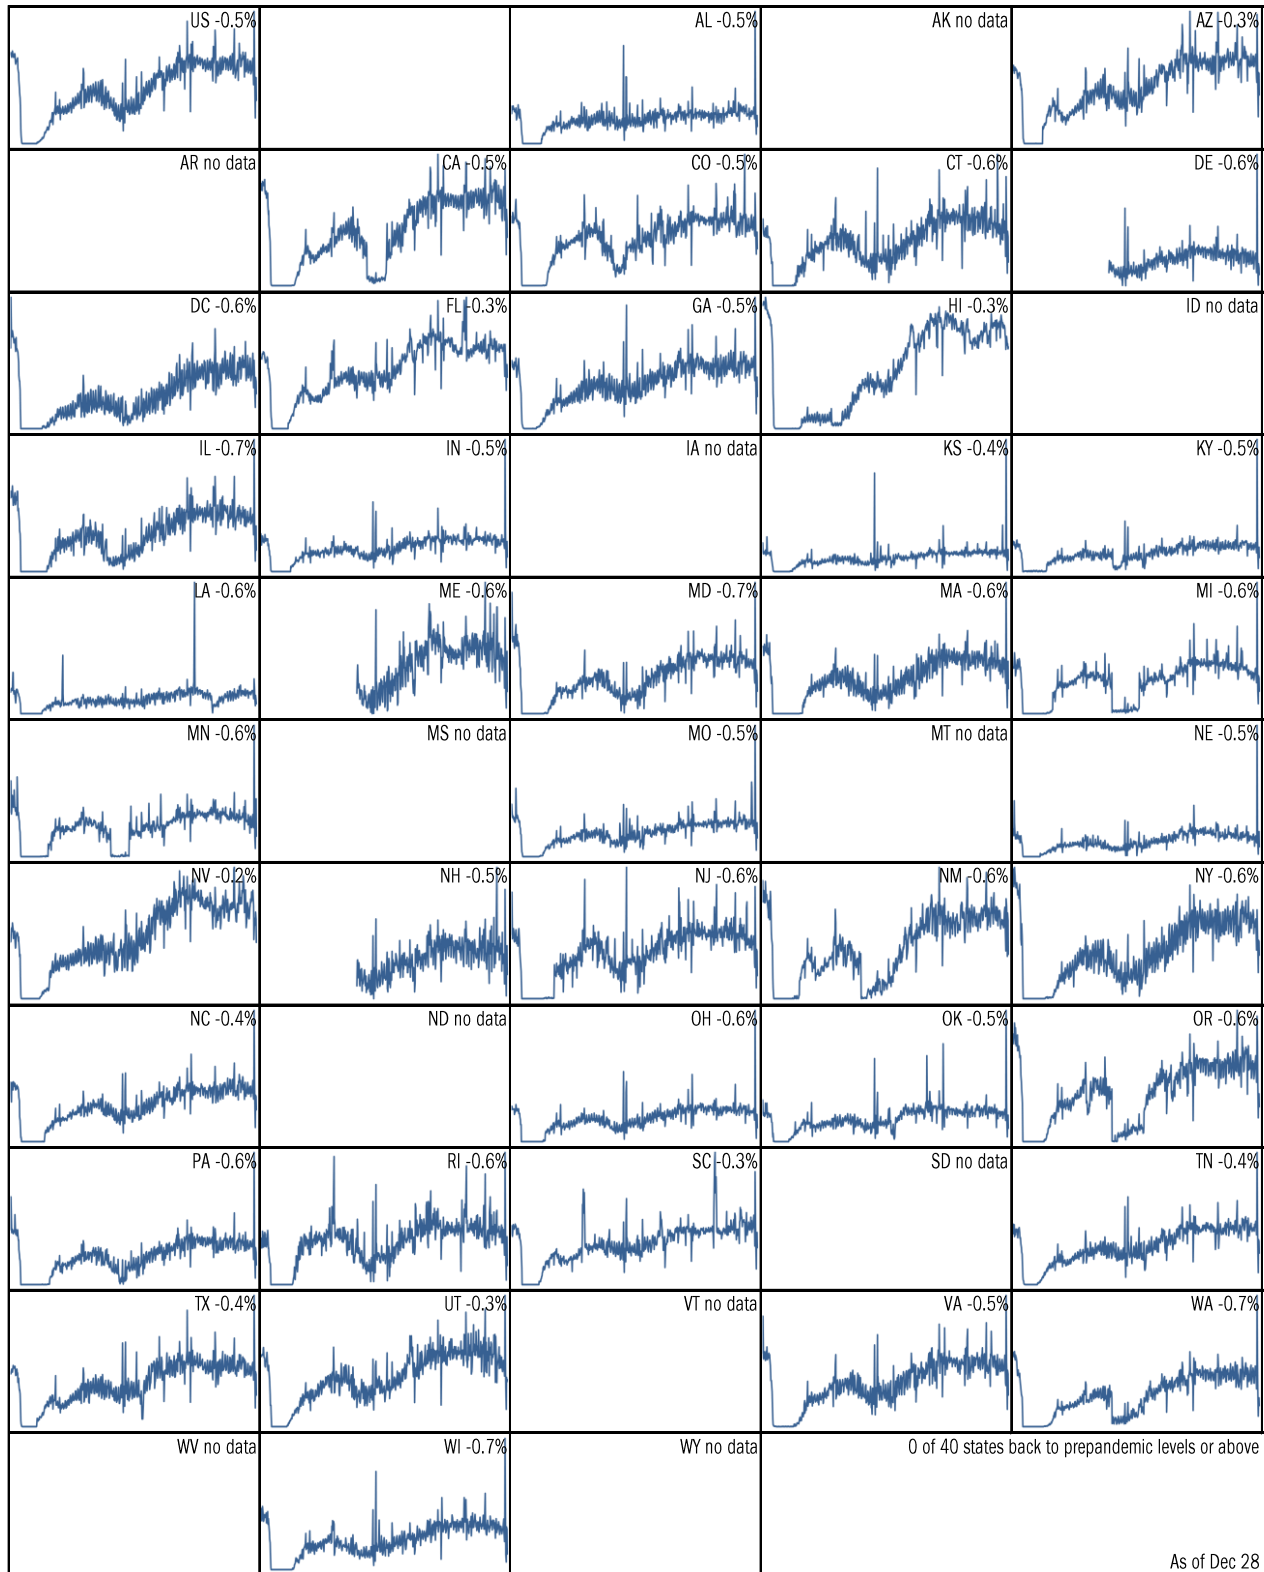 US -0.5%
AL -0.5%
AK no data
AZ -0.3%
AR no data
CA -0.5%
CO -0.5%
CT -0.6%
DE -0.6%
DC -0.6%
FL -0.3%
GA -0.5%
HI -0.3%
ID no data
IL -0.7%
IN -0.5%
IA no data
KS -0.4%
KY -0.5%
LA -0.6%
ME -0.6%
MD -0.7%
MA -0.6%
MI -0.6%
MN -0.6%
MS no data
MO -0.5%
MT no data
NE -0.5%
NV -0.2%
NH -0.5%
NJ -0.6%
NM -0.6%
NY -0.6%
NC -0.4%
ND no data
OH -0.6%
OK -0.5%
OR -0.6%
PA -0.6%
RI -0.6%
SC -0.3%
SD no data
TN -0.4%
TX -0.4%
UT -0.3%
VT no data
VA -0.5%
WA -0.7%
WV no data
WI -0.7%
WY no data
0 of 40 states back to prepandemic levels or above
As of Dec 28